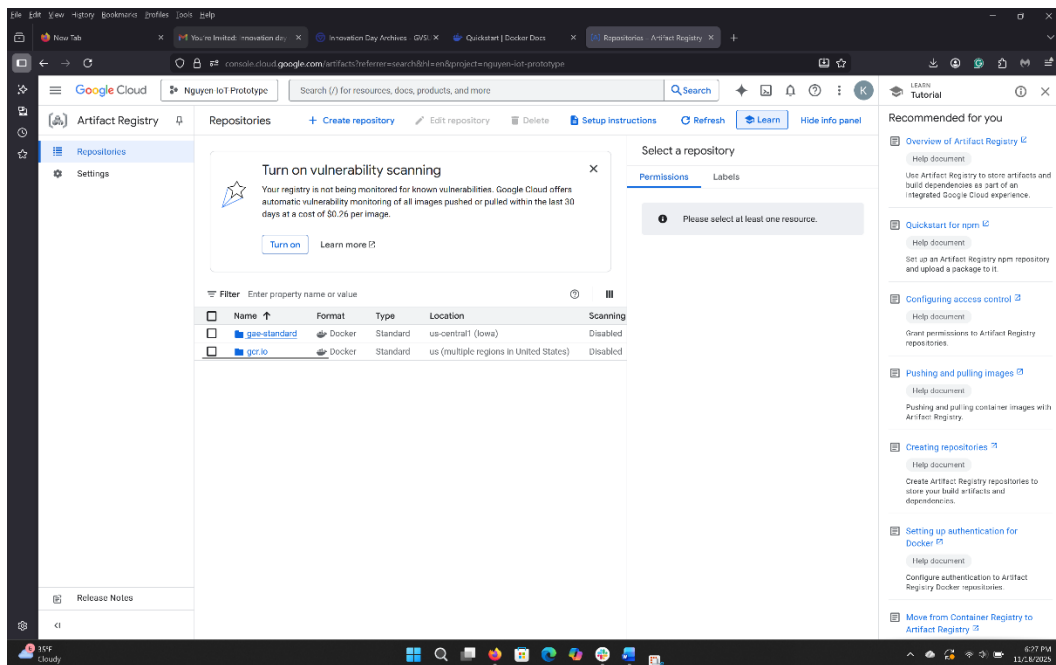 File Edit View History Bookmarks Profiles Tools Help
New Tab
You're Invited: Innovation day
Innovation Day Archives - GVSU
Quickstart | Docker Docs
Repositories – Artifact Registry
console.cloud.google.com/artifacts?referrer=search&hl=en&project=nguyen-iot-prototype
Google Cloud
Nguyen IoT Prototype
Search (/) for resources, docs, products, and more
Search
K
Artifact Registry
Repositories
Settings
Release Notes
Repositories
Create repository
Edit repository
Delete
Setup instructions
Refresh
Learn
Hide info panel
Turn on vulnerability scanning
Your registry is not being monitored for known vulnerabilities. Google Cloud offers
automatic vulnerability monitoring of all images pushed or pulled within the last 30
days at a cost of $0.26 per image.
Turn on
Learn more
Filter Enter property name or value
Name Format Type Location Scanning
gae-standard Docker Standard us-central1 (Iowa) Disabled
gcr.io Docker Standard us (multiple regions in United States) Disabled
Select a repository
Permissions Labels
Please select at least one resource.
LEARN
Tutorial
Recommended for you
Overview of Artifact Registry
Help document
Use Artifact Registry to store artifacts and
build dependencies as part of an
integrated Google Cloud experience.
Quickstart for npm
Help document
Set up an Artifact Registry npm repository
and upload a package to it.
Configuring access control
Help document
Grant permissions to Artifact Registry
repositories.
Pushing and pulling images
Help document
Pushing and pulling container images with
Artifact Registry.
Creating repositories
Help document
Create Artifact Registry repositories to
store your build artifacts and
dependencies.
Setting up authentication for
Docker
Help document
Configure authentication to Artifact
Registry Docker repositories.
Move from Container Registry to
Artifact Registry
35°F
Cloudy
6:27 PM
11/18/2025